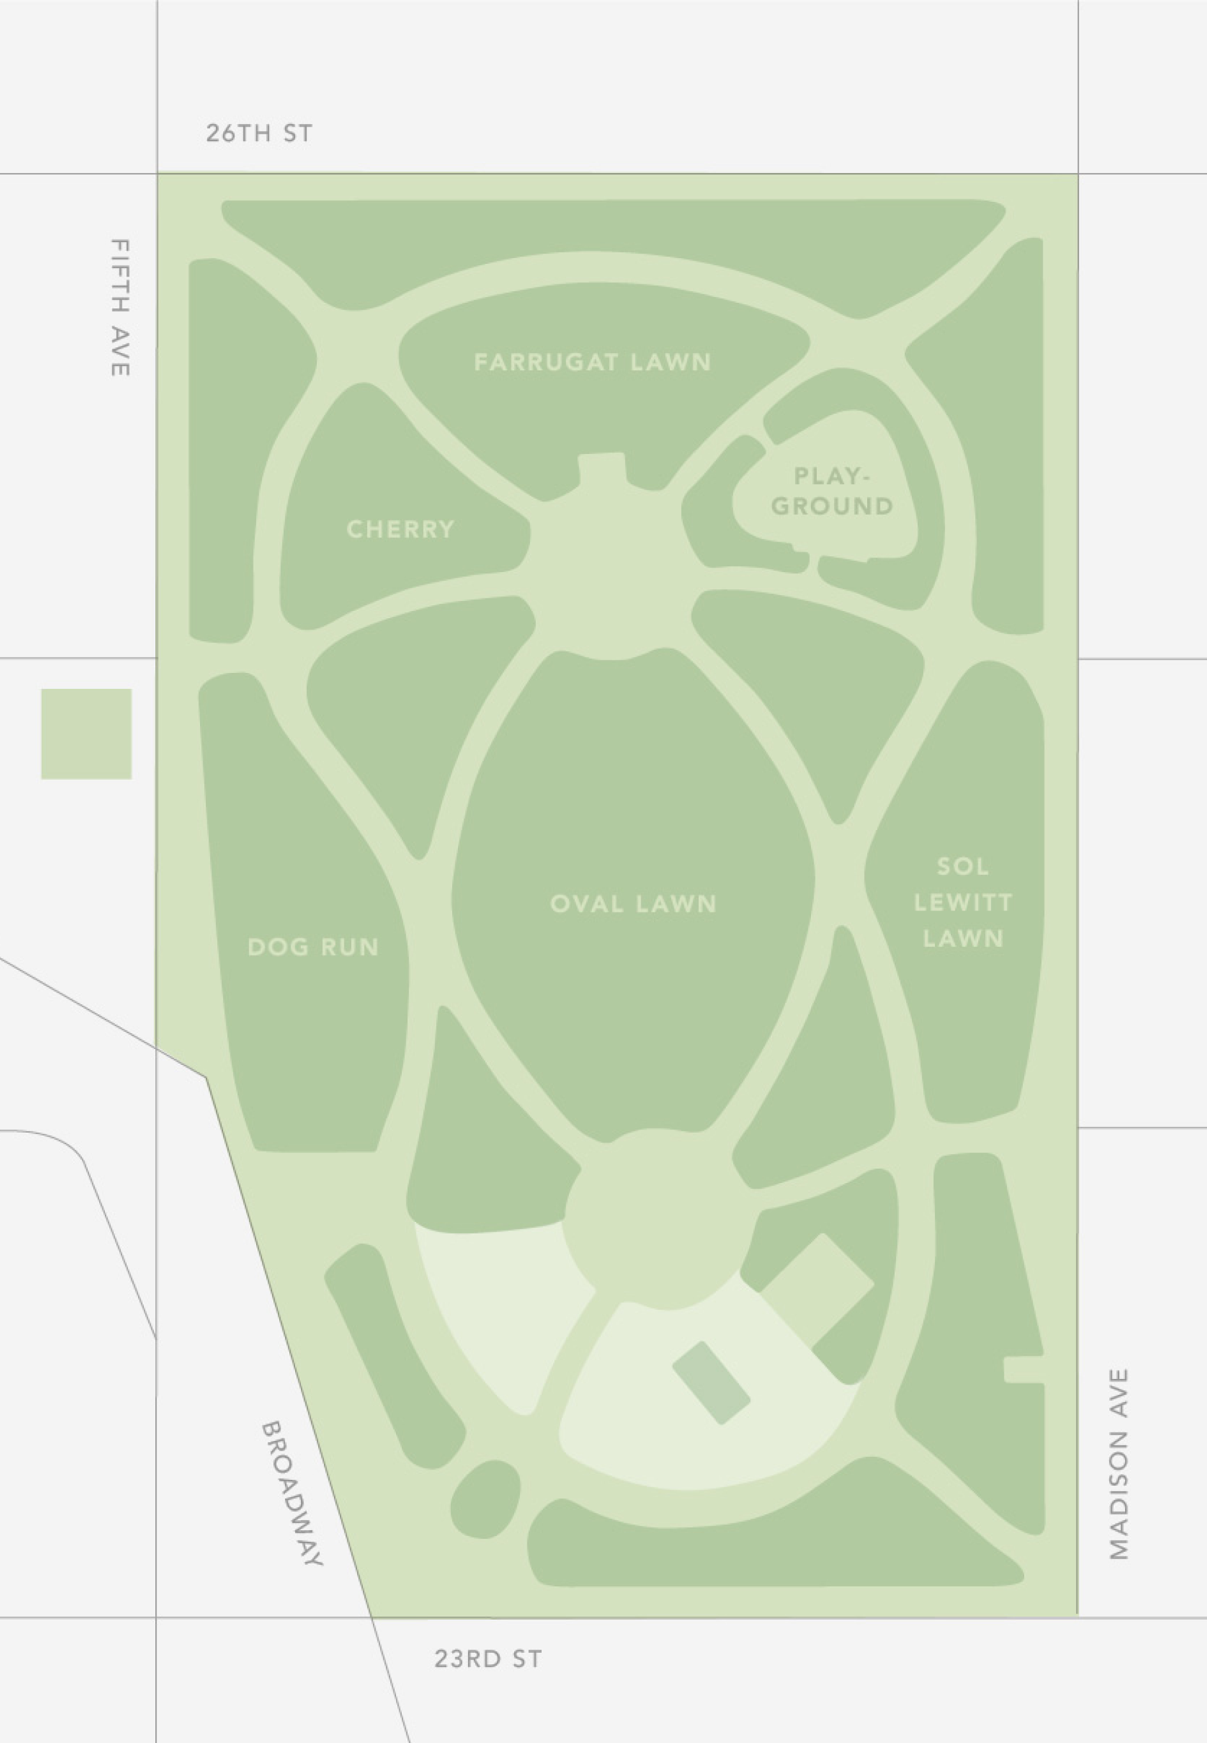 26TH ST
FIFTH AVE
FARRUGAT LAWN
PLAY-
GROUND
CHERRY
SOL
LEWITT
LAWN
OVAL LAWN
DOG RUN
MADISON AVE
BROADWAY
23RD ST